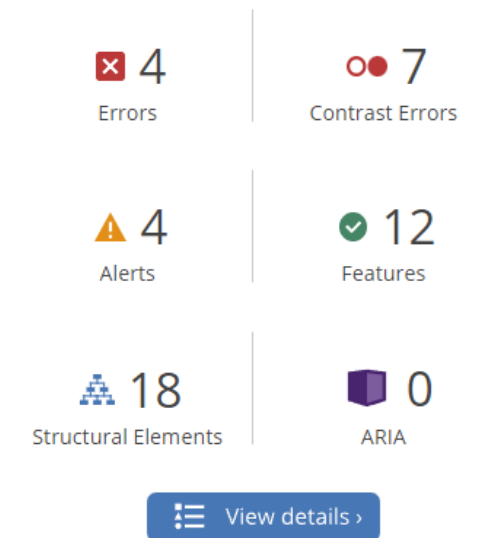 4
Errors
7
Contrast Errors
4
Alerts
12
Features
18
Structural Elements
0
ARIA
View details ›